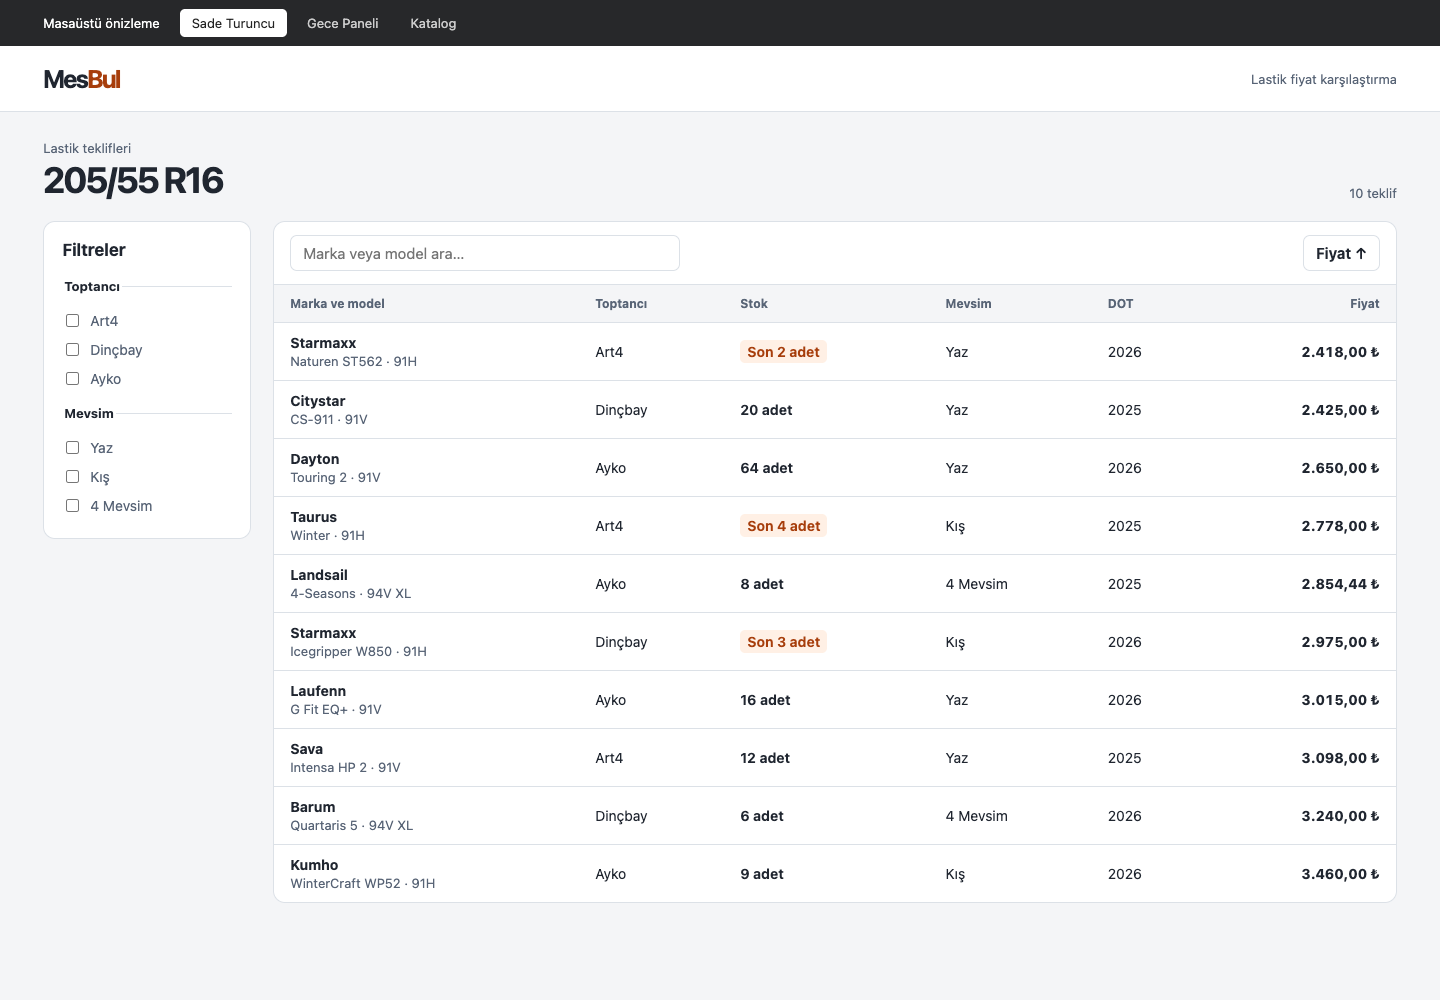 Masaüstü önizleme Sade Turuncu Gece Paneli Katalog
MesBul Lastik fiyat karşılaştırma
Lastik teklifleri
205/55 R16
10 teklif
Filtreler
Toptancı
Art4
Dinçbay
Ayko
Mevsim
Yaz
Kış
4 Mevsim
Marka veya model ara... Fiyat ↑
Marka ve model Toptancı Stok Mevsim DOT Fiyat
Starmaxx
Naturen ST562 · 91H Art4 Son 2 adet Yaz 2026 2.418,00 ₺
Citystar
CS-911 · 91V Dinçbay 20 adet Yaz 2025 2.425,00 ₺
Dayton
Touring 2 · 91V Ayko 64 adet Yaz 2026 2.650,00 ₺
Taurus
Winter · 91H Art4 Son 4 adet Kış 2025 2.778,00 ₺
Landsail
4-Seasons · 94V XL Ayko 8 adet 4 Mevsim 2025 2.854,44 ₺
Starmaxx
Icegripper W850 · 91H Dinçbay Son 3 adet Kış 2026 2.975,00 ₺
Laufenn
G Fit EQ+ · 91V Ayko 16 adet Yaz 2026 3.015,00 ₺
Sava
Intensa HP 2 · 91V Art4 12 adet Yaz 2025 3.098,00 ₺
Barum
Quartaris 5 · 94V XL Dinçbay 6 adet 4 Mevsim 2026 3.240,00 ₺
Kumho
WinterCraft WP52 · 91H Ayko 9 adet Kış 2026 3.460,00 ₺